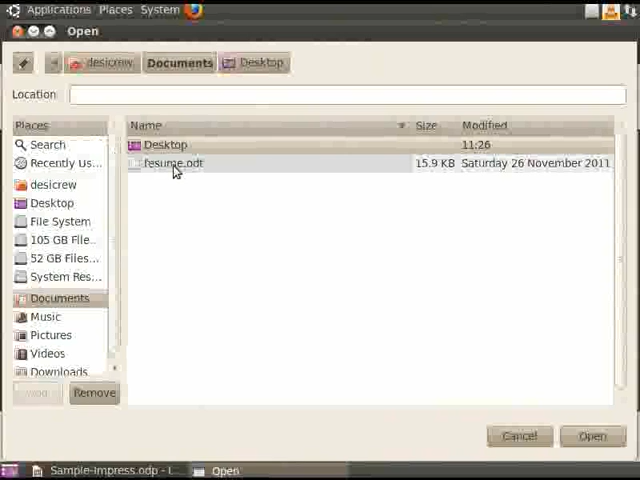 Applications Places System
Open
desicrew Documents Desktop
Location
Places Name Size Modified
Search Desktop 11:26
Recently Us... resume.odt 15.9 KB Saturday 26 November 2011
desicrew
Desktop
File System
105 GB File...
52 GB Files...
System Res...
Documents
Music
Pictures
Videos
Downloads
Remove
Cancel Open
Sample-Impress.odp - I... Open